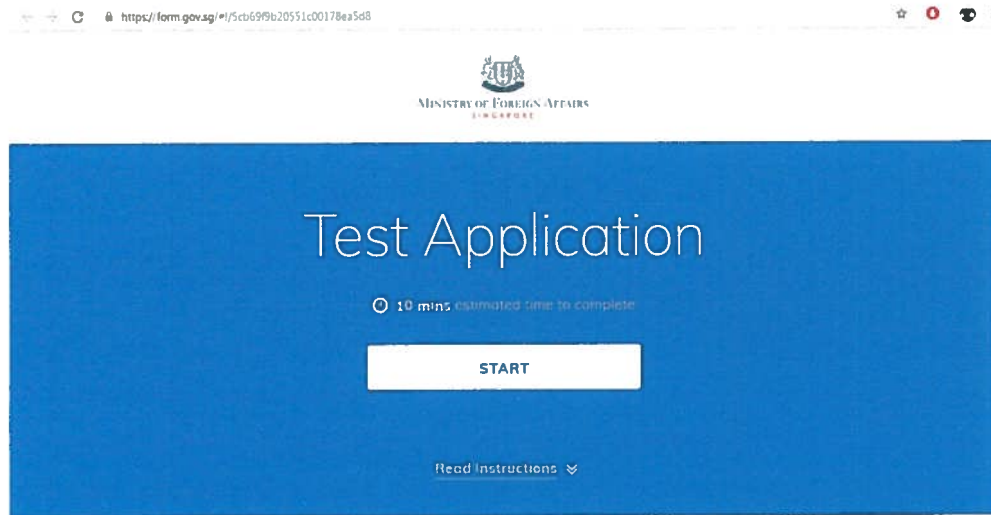 https://form.gov.sg/#!/5cb69f9b20551c00178ea5d8
MINISTRY OF FOREIGN AFFAIRS
SINGAPORE
Test Application
10 mins estimated time to complete
START
Read Instructions